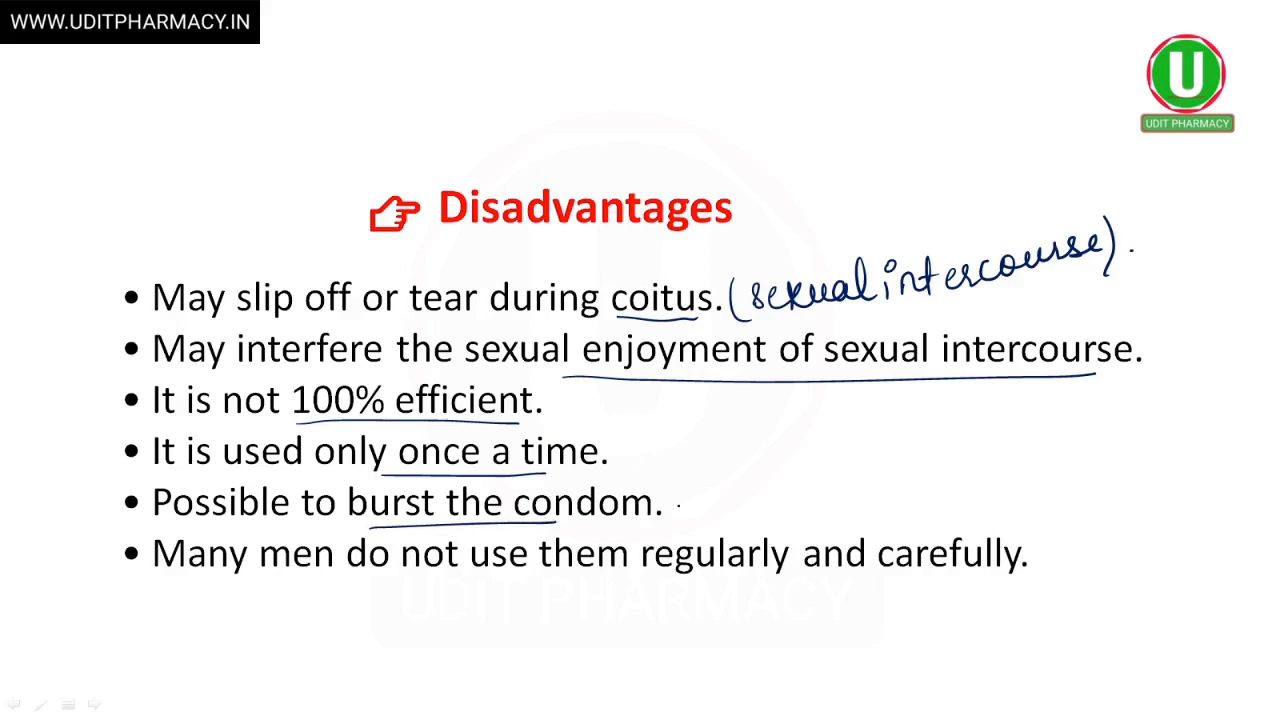 WWW.UDITPHARMACY.IN
U
UDIT PHARMACY
Disadvantages
• May slip off or tear during coitus. (sexual intercourse).
• May interfere the sexual enjoyment of sexual intercourse.
• It is not 100% efficient.
• It is used only once a time.
• Possible to burst the condom.
• Many men do not use them regularly and carefully.
UDIT PHARMACY